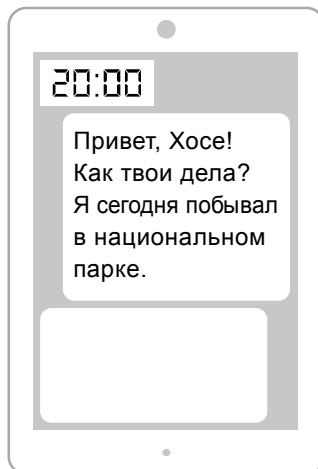 20:00
Привет, Хосе!
Как твои дела?
Я сегодня побывал
в национальном
парке.